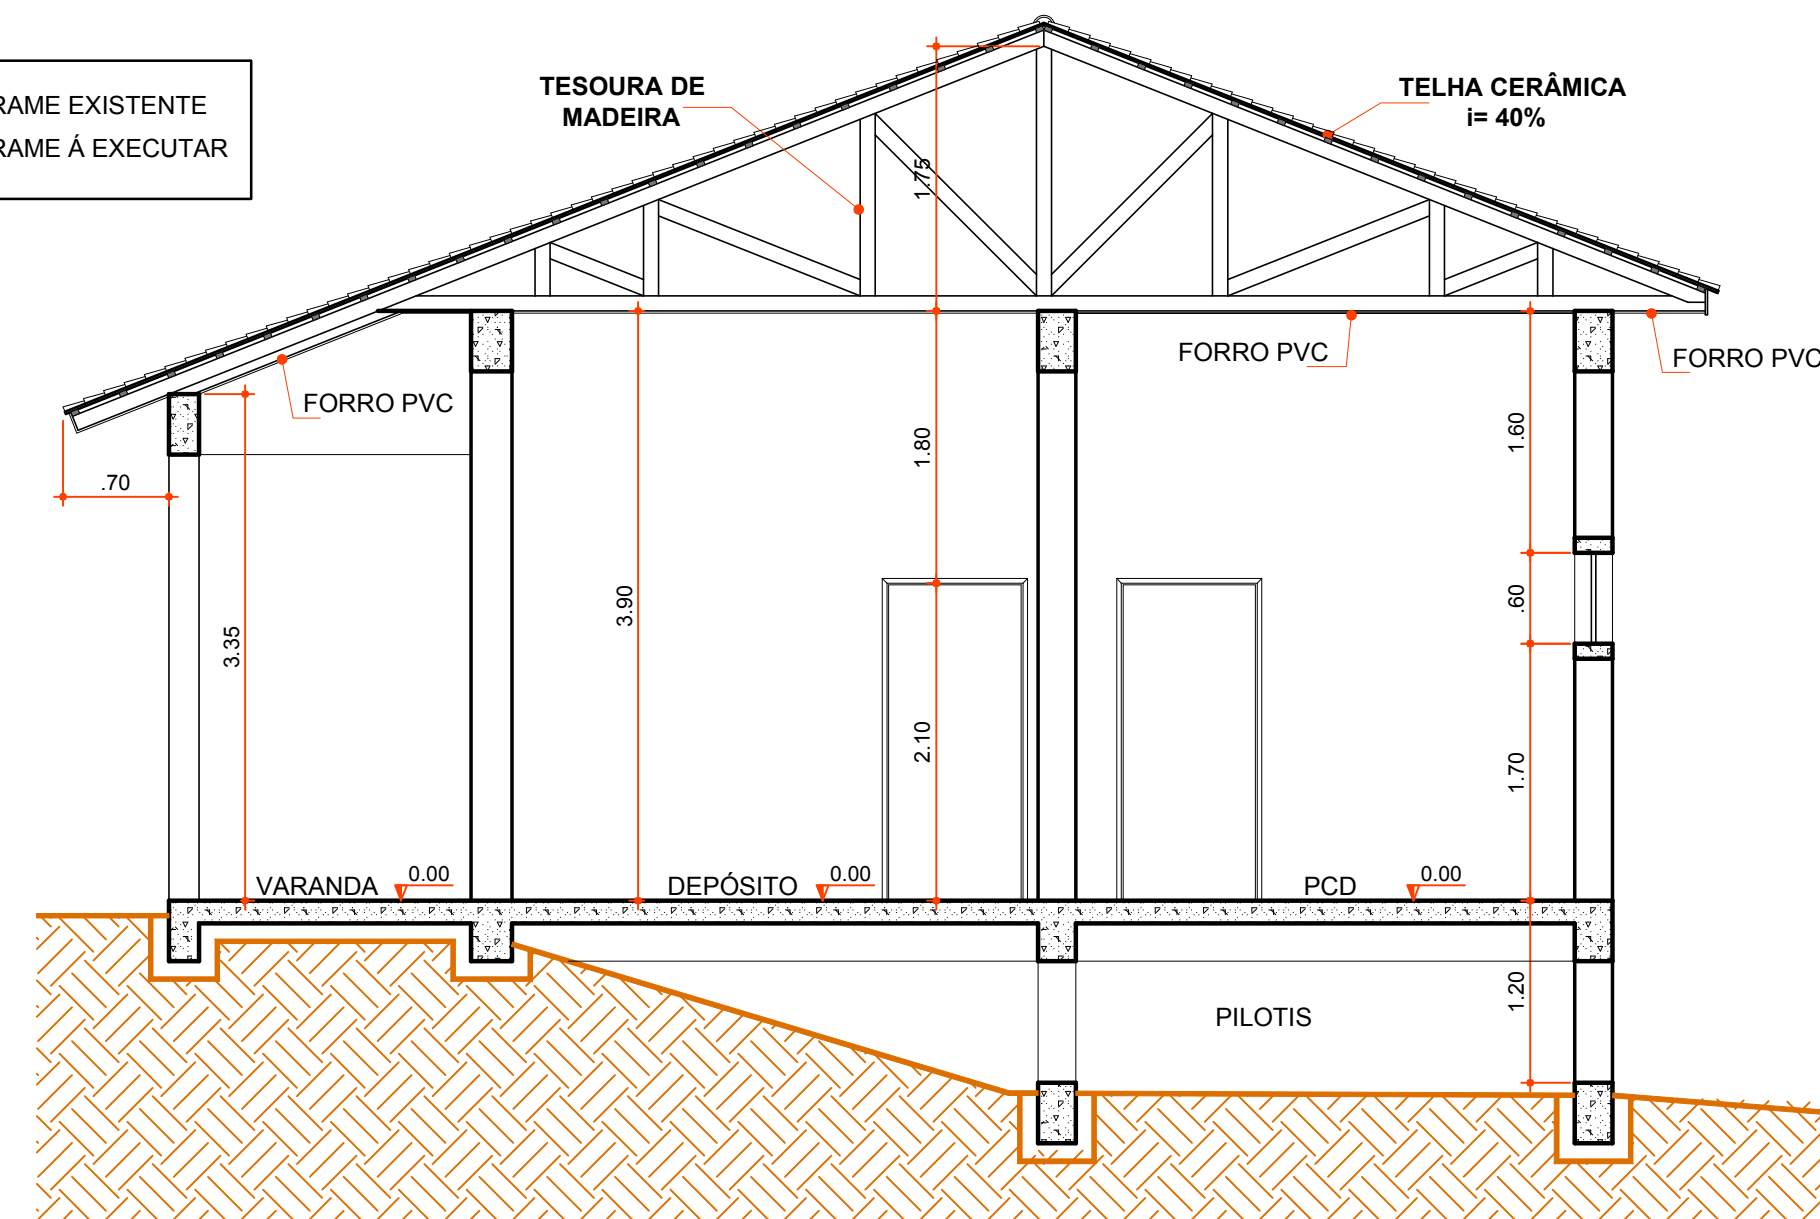 RAME EXISTENTE
RAME Á EXECUTAR
TESOURA DE
MADEIRA
TELHA CERÂMICA
i= 40%
1.75
FORRO PVC
FORRO PVC
FORRO PVC
.70
3.35
3.90
1.80
2.10
1.60
.60
1.70
VARANDA
0.00
DEPÓSITO
0.00
PCD
0.00
1.20
PILOTIS